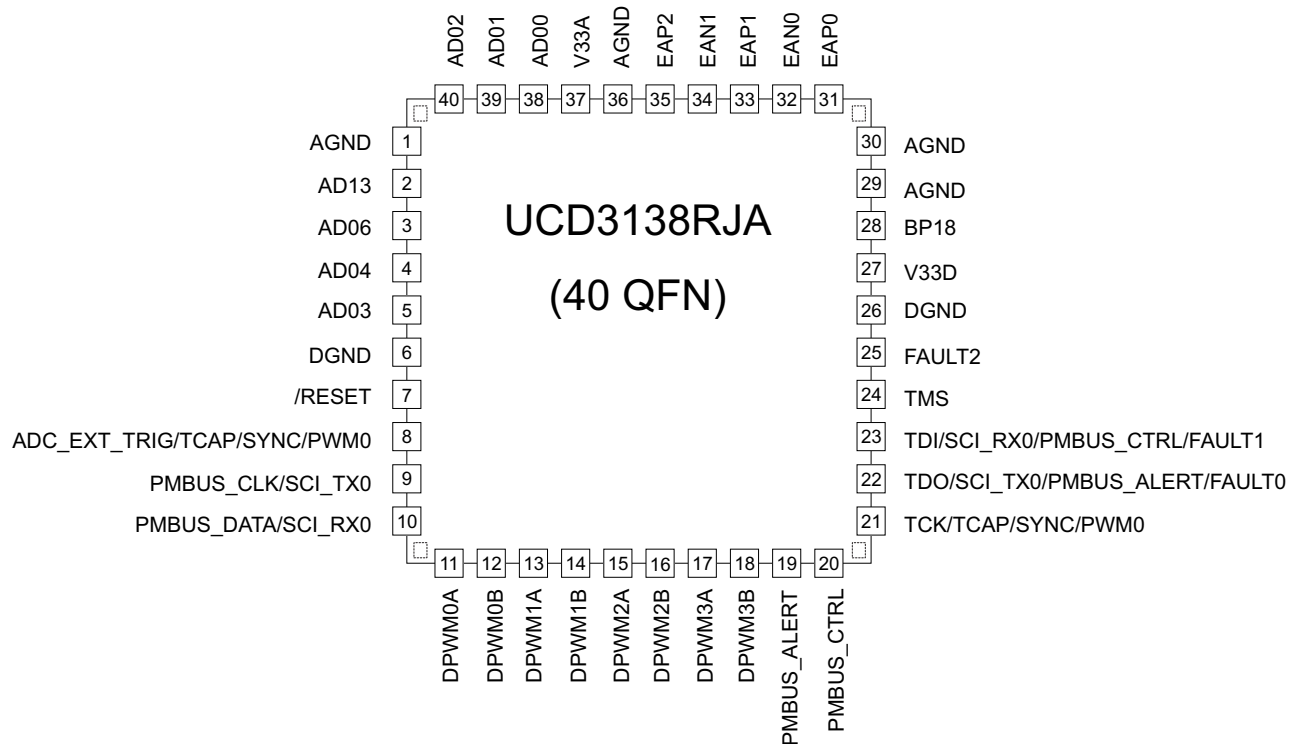 AD02
AD01
AD00
V33A
AGND
EAP2
EAN1
EAP1
EAN0
EAP0
40
39
38
37
36
35
34
33
32
31
AGND
1
AD13
2
AD06
3
AD04
4
AD03
5
DGND
6
/RESET
7
ADC_EXT_TRIG/TCAP/SYNC/PWM0
8
PMBUS_CLK/SCI_TX0
9
PMBUS_DATA/SCI_RX0
10
UCD3138RJA
(40 QFN)
30
AGND
29
AGND
28
BP18
27
V33D
26
DGND
25
FAULT2
24
TMS
23
TDI/SCI_RX0/PMBUS_CTRL/FAULT1
22
TDO/SCI_TX0/PMBUS_ALERT/FAULT0
21
TCK/TCAP/SYNC/PWM0
11
12
13
14
15
16
17
18
19
20
DPWM0A
DPWM0B
DPWM1A
DPWM1B
DPWM2A
DPWM2B
DPWM3A
DPWM3B
PMBUS_ALERT
PMBUS_CTRL